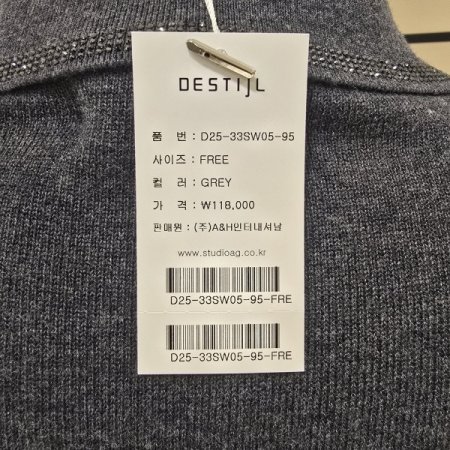 DESTIJL
품 번 : D25-33SW05-95
사이즈 : FREE
컬 러 : GREY
가 격 : ₩118,000
판매원 : (주)A&H인터내셔날
www.studioag.co.kr
D25-33SW05-95-FRE
D25-33SW05-95-FRE